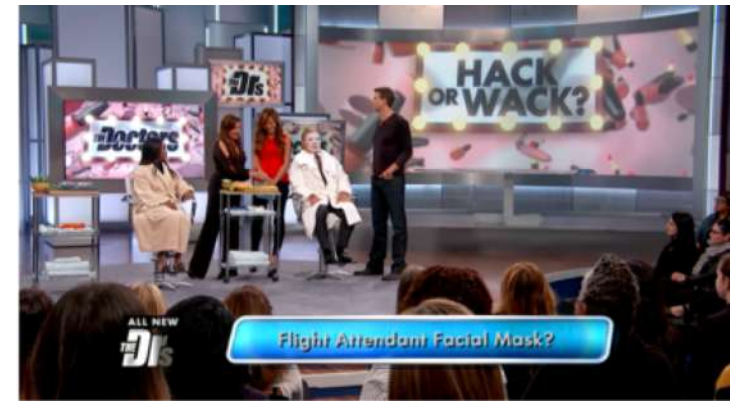 HACK
OR WACK?
THE Drs
THE Doctors
ALL NEW
THE Drs
Flight Attendant Facial Mask?